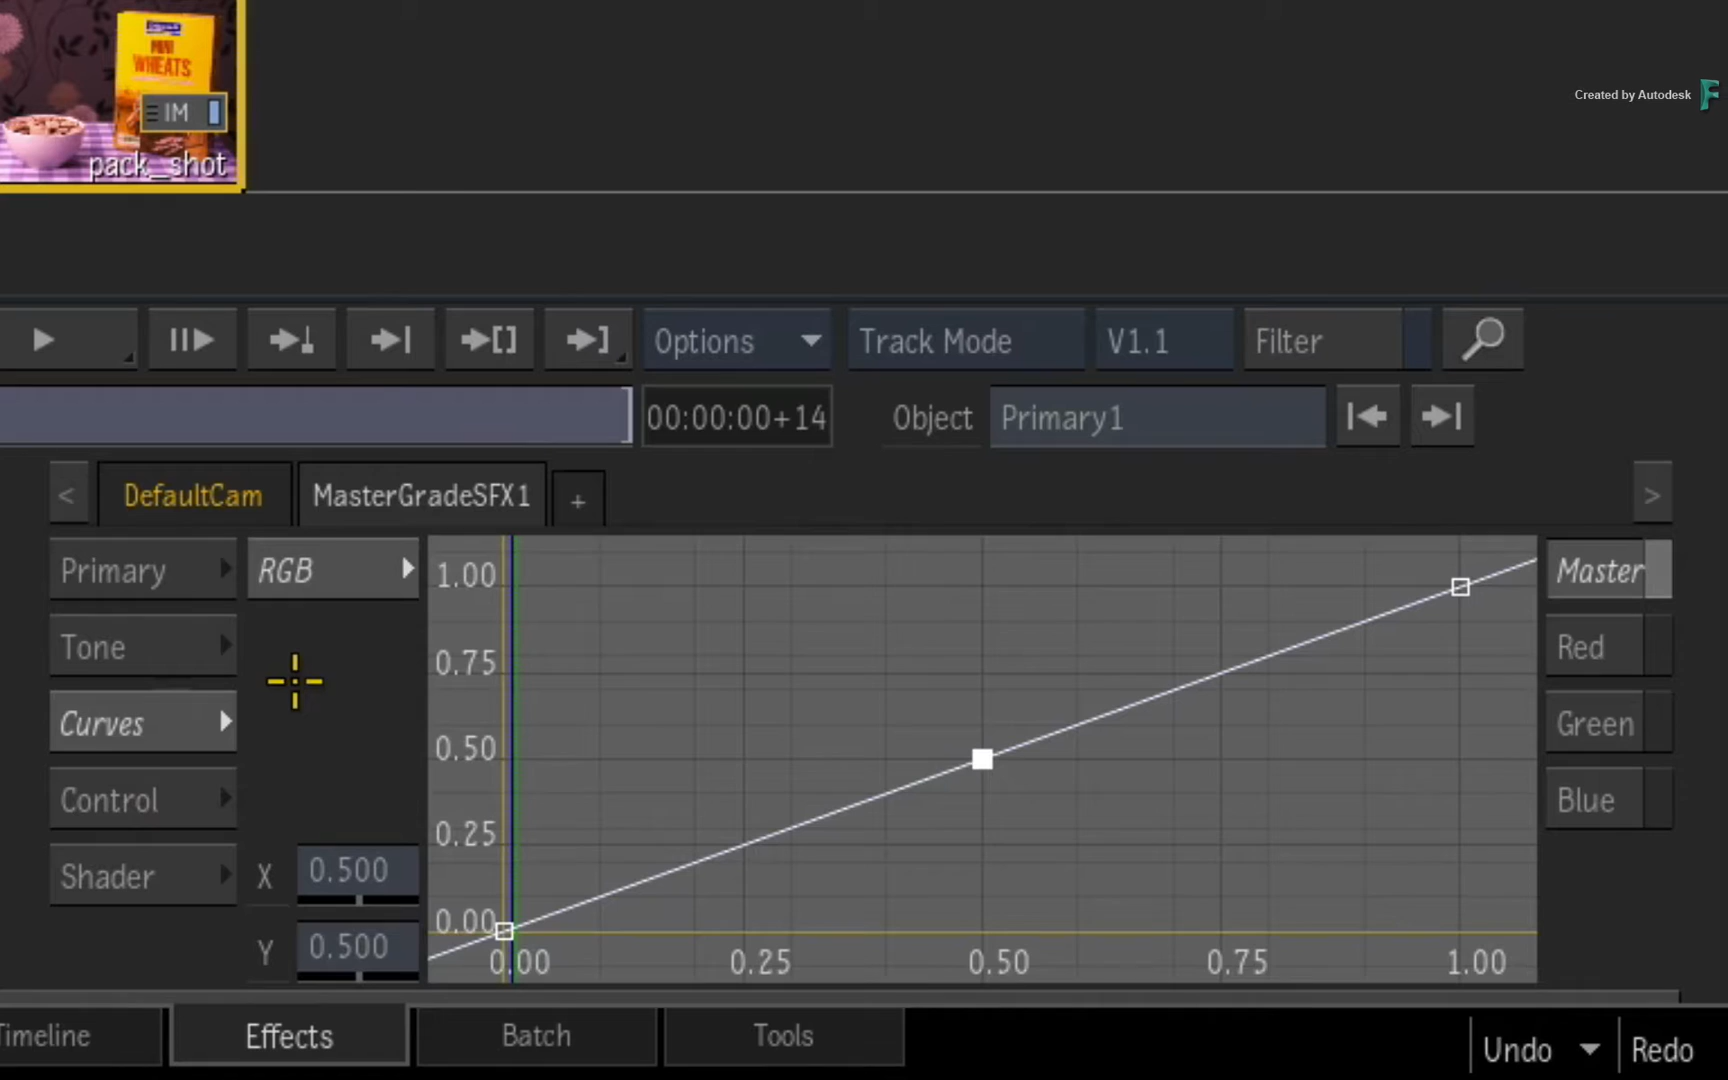 MINI
WHEATS
IM
pack_shot
Created by Autodesk
Options
Track Mode
V1.1
Filter
00:00:00+14
Object
Primary1
<
DefaultCam
MasterGradeSFX1
+
>
Primary
RGB
Tone
Curves
Control
Shader
X
0.500
Y
0.500
1.00
0.75
0.50
0.25
0.00
0.00
0.25
0.50
0.75
1.00
Master
Red
Green
Blue
Timeline
Effects
Batch
Tools
Undo
Redo